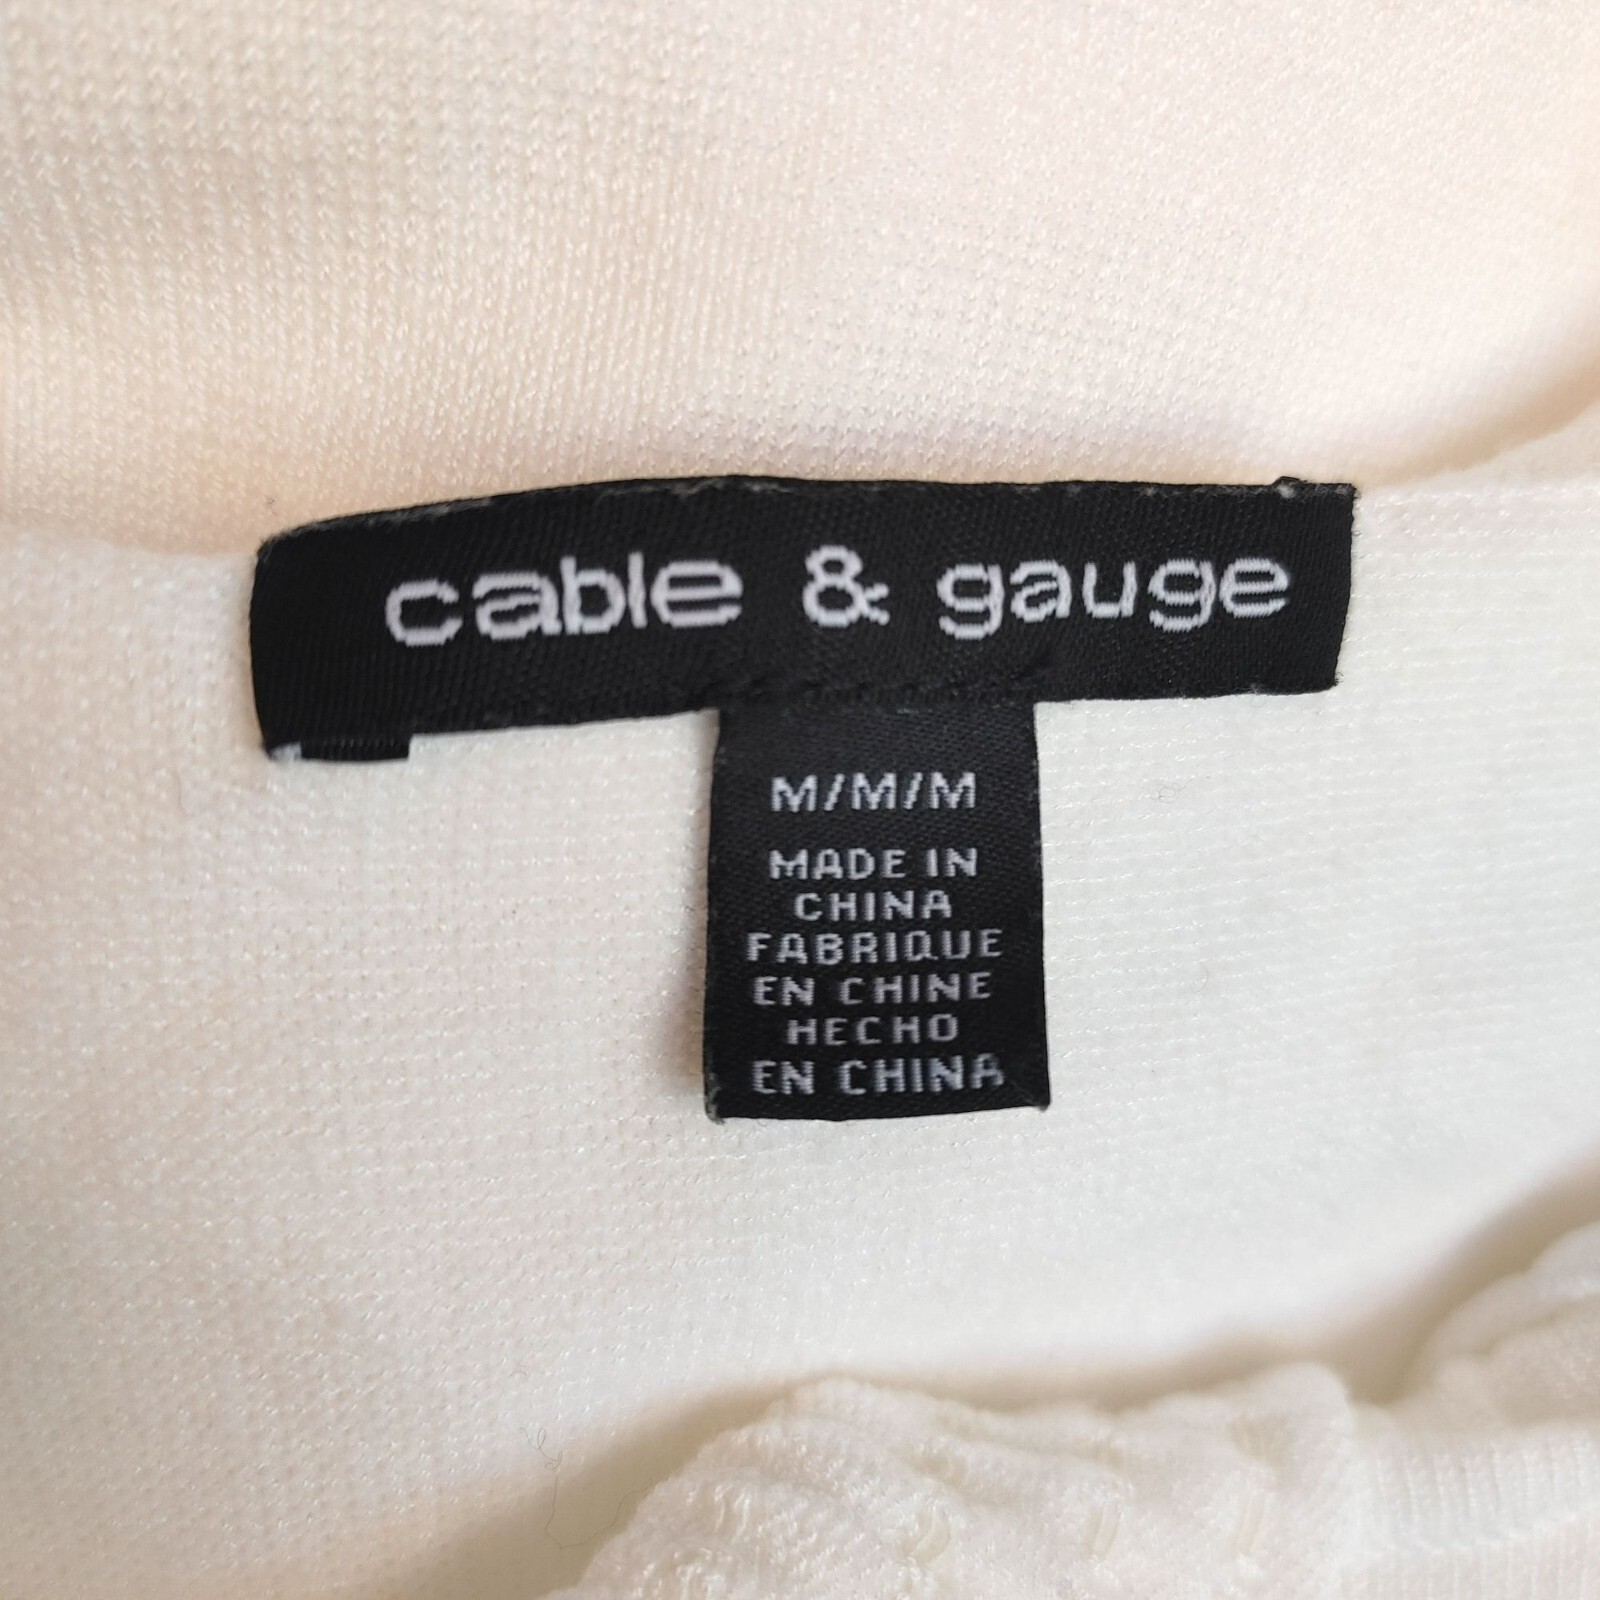 cable & gauge
M/M/M
MADE IN
CHINA
FABRIQUE
EN CHINE
HECHO
EN CHINA